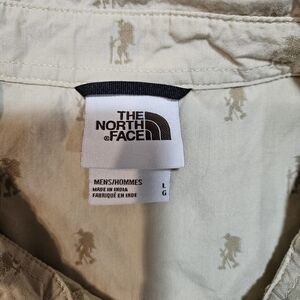 THE
NORTH
®FACE
MENS/HOMMES
MADE IN INDIA
FABRIQUÉ EN INDE
L
G